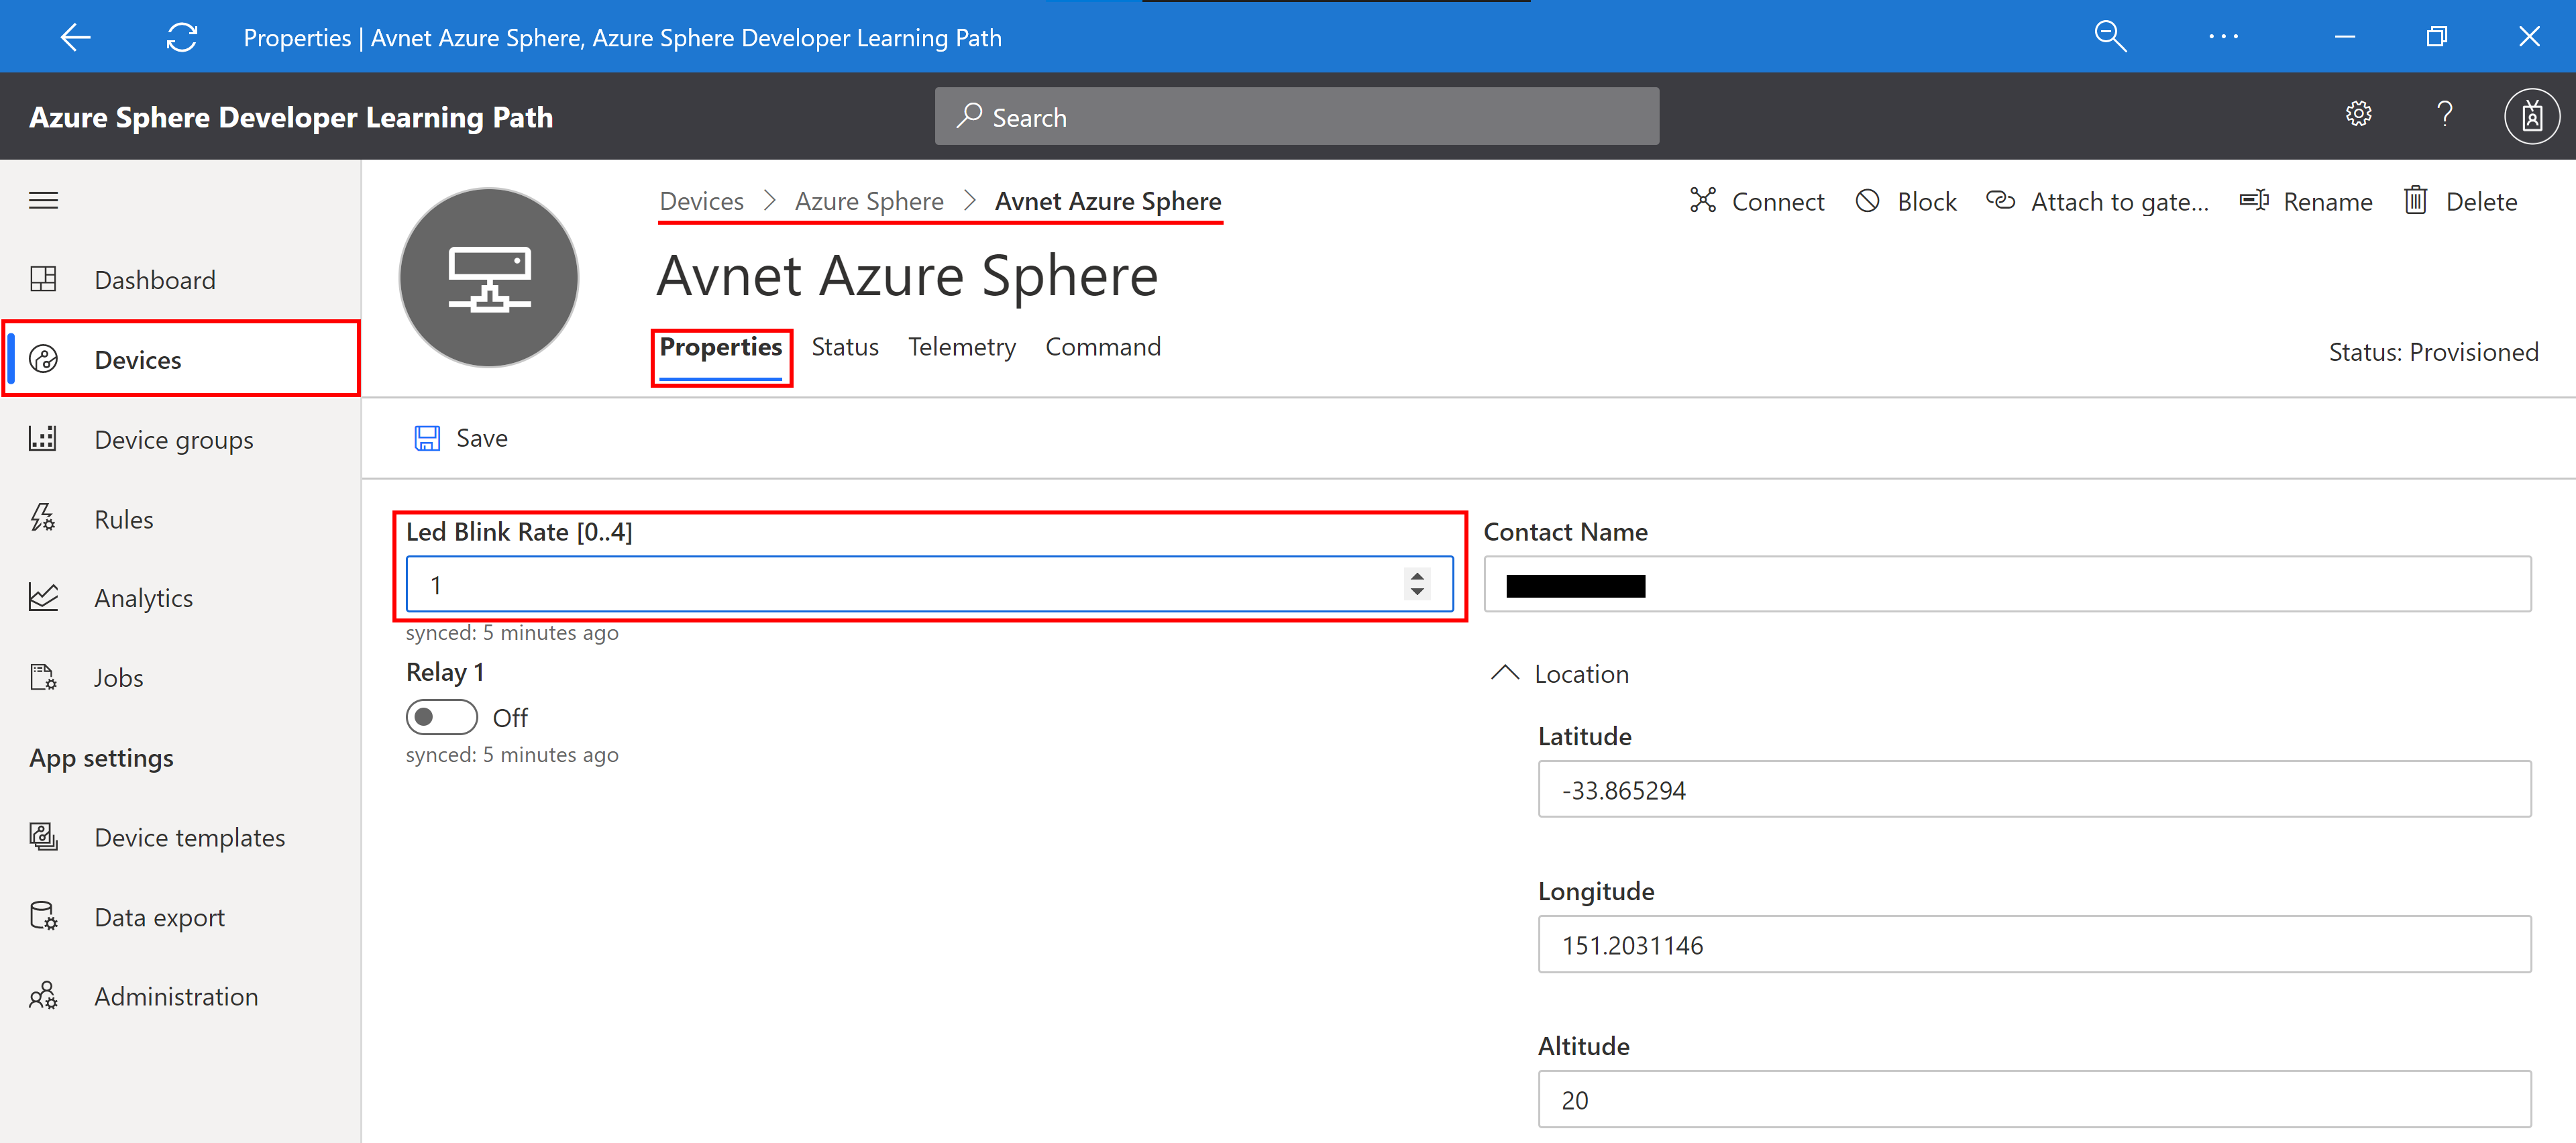 Properties | Avnet Azure Sphere, Azure Sphere Developer Learning Path
Azure Sphere Developer Learning Path
Search
?
Dashboard
Devices
Device groups
Rules
Analytics
Jobs
App settings
Device templates
Data export
Administration
Devices > Azure Sphere > Avnet Azure Sphere
Connect Block Attach to gate... Rename Delete
Avnet Azure Sphere
Properties Status Telemetry Command
Status: Provisioned
Save
Led Blink Rate [0..4]
1
synced: 5 minutes ago
Relay 1
Off
synced: 5 minutes ago
Contact Name
Location
Latitude
-33.865294
Longitude
151.2031146
Altitude
20